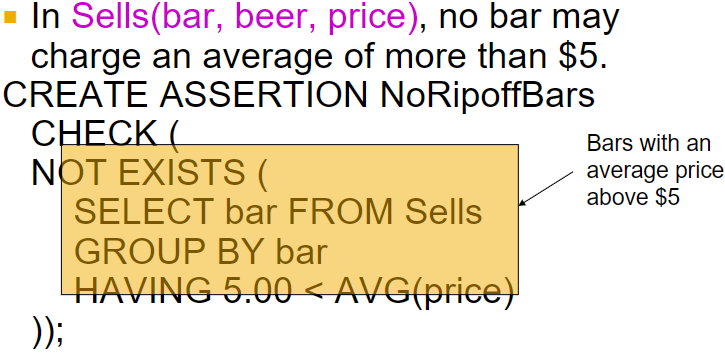 In Sells(bar, beer, price), no bar may
charge an average of more than $5.
CREATE ASSERTION NoRipoffBars
CHECK (
NOT EXISTS (
SELECT bar FROM Sells
GROUP BY bar
HAVING 5.00 < AVG(price)
));
Bars with an
average price
above $5